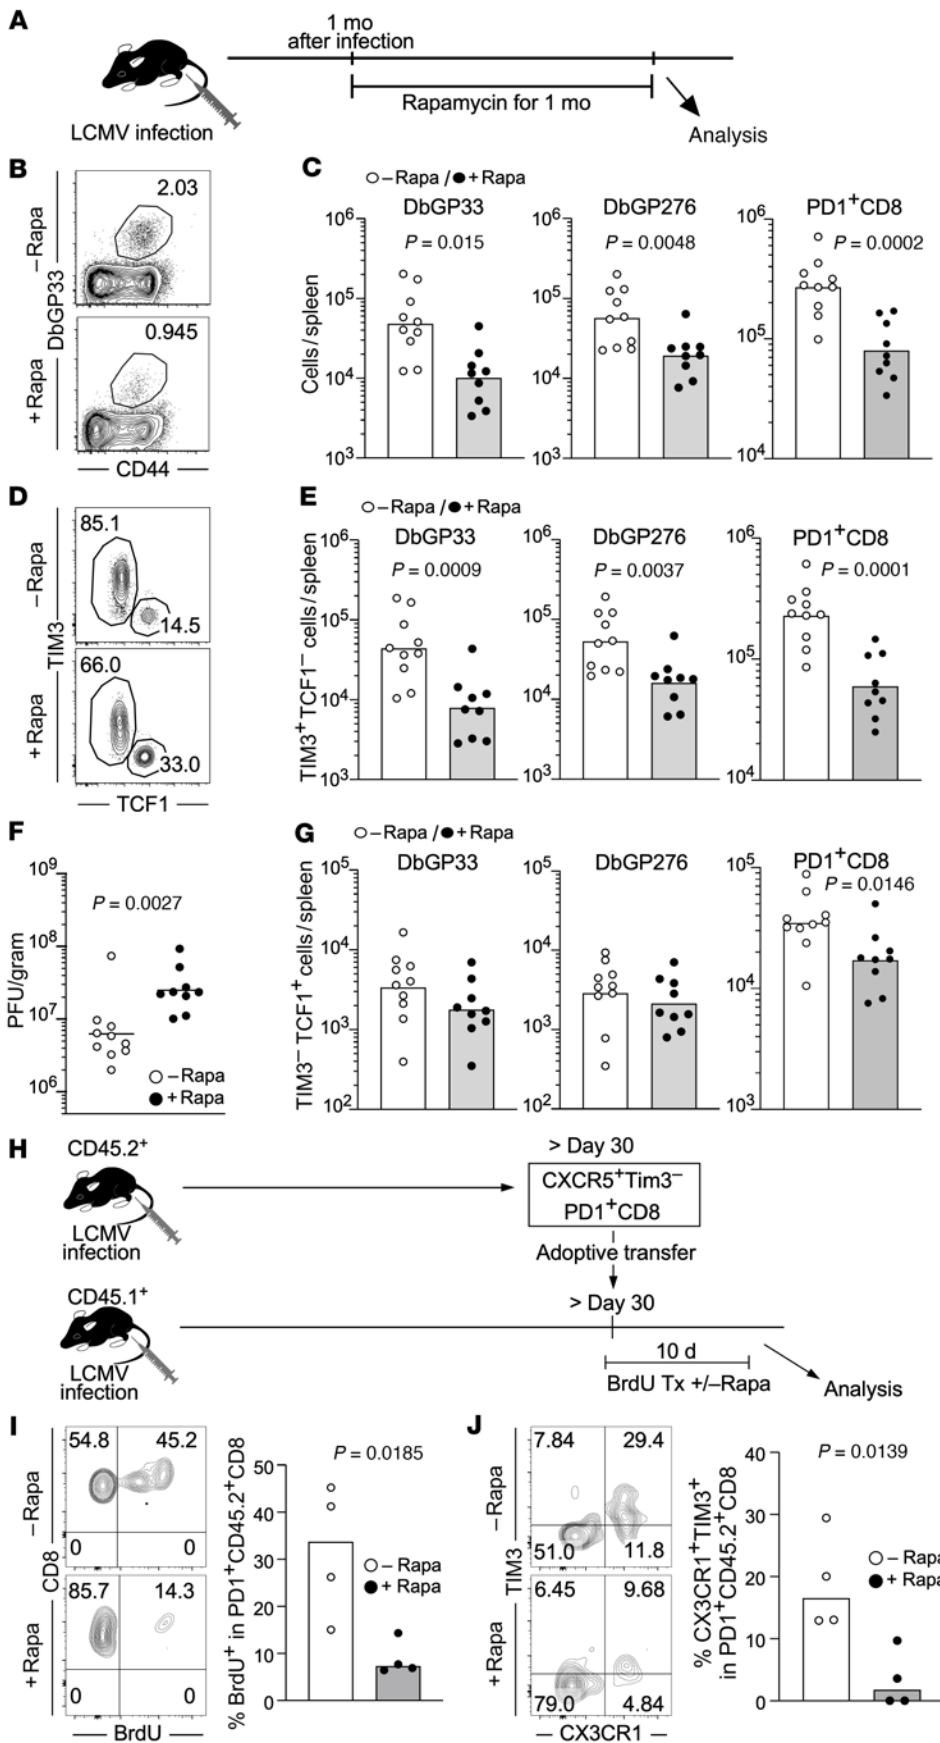 A
1 mo
after infection
Rapamycin for 1 mo
LCMV infection
Analysis
B
2.03
0.945
DbGP33
–Rapa
+Rapa
CD44
C
–Rapa / + Rapa
DbGP33
DbGP276
PD1+CD8
P = 0.015
P = 0.0048
P = 0.0002
Cells / spleen
10^6
10^5
10^4
10^3
10^6
10^5
10^4
10^3
10^6
10^5
10^4
D
85.1
14.5
66.0
33.0
TIM3
–Rapa
+Rapa
TCF1
E
–Rapa / + Rapa
DbGP33
DbGP276
PD1+CD8
P = 0.0009
P = 0.0037
P = 0.0001
TIM3+TCF1– cells / spleen
10^6
10^5
10^4
10^3
10^6
10^5
10^4
10^3
10^6
10^5
10^4
F
P = 0.0027
PFU/gram
10^9
10^8
10^7
10^6
– Rapa
+ Rapa
G
–Rapa / + Rapa
DbGP33
DbGP276
PD1+CD8
P = 0.0146
TIM3– TCF1+ cells / spleen
10^5
10^4
10^3
10^2
10^5
10^4
10^3
10^2
10^5
10^4
10^3
H
CD45.2+
LCMV
infection
> Day 30
CXCR5+Tim3–
PD1+CD8
Adoptive transfer
CD45.1+
LCMV
infection
> Day 30
10 d
BrdU Tx +/–Rapa
Analysis
I
54.8 45.2
0 0
85.7 14.3
0 0
CD8
–Rapa
+Rapa
BrdU
% BrdU+ in PD1+CD45.2+CD8
P = 0.0185
50
40
30
20
10
0
– Rapa
+ Rapa
J
7.84 29.4
51.0 11.8
6.45 9.68
79.0 4.84
TIM3
–Rapa
+Rapa
CX3CR1
% CX3CR1+TIM3+
in PD1+CD45.2+CD8
P = 0.0139
40
30
20
10
0
– Rapa
+ Rapa